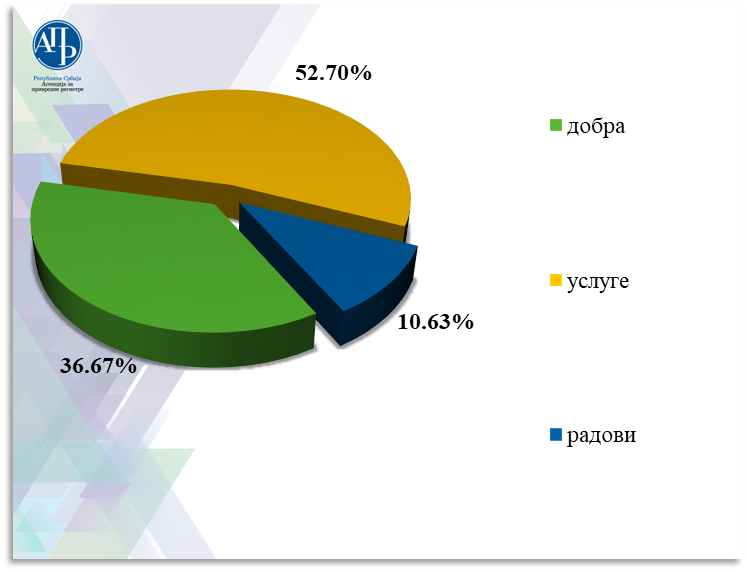 АПР
Република Србија
Агенција за
привредне регистре
52.70%
добра
услуге
10.63%
36.67%
радови